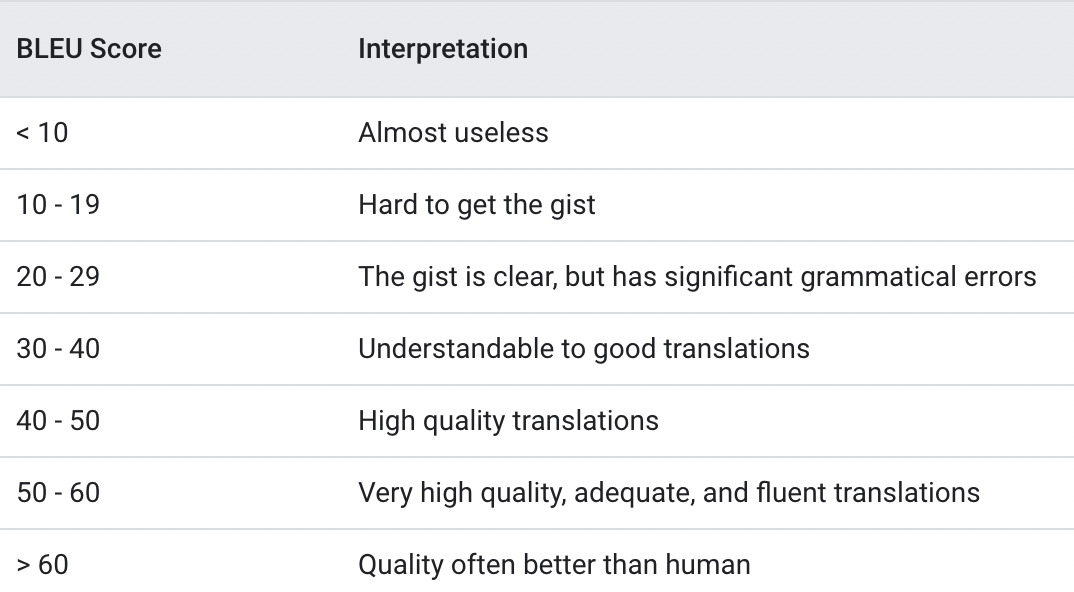 BLEU Score Interpretation
< 10 Almost useless
10 - 19 Hard to get the gist
20 - 29 The gist is clear, but has significant grammatical errors
30 - 40 Understandable to good translations
40 - 50 High quality translations
50 - 60 Very high quality, adequate, and fluent translations
> 60 Quality often better than human